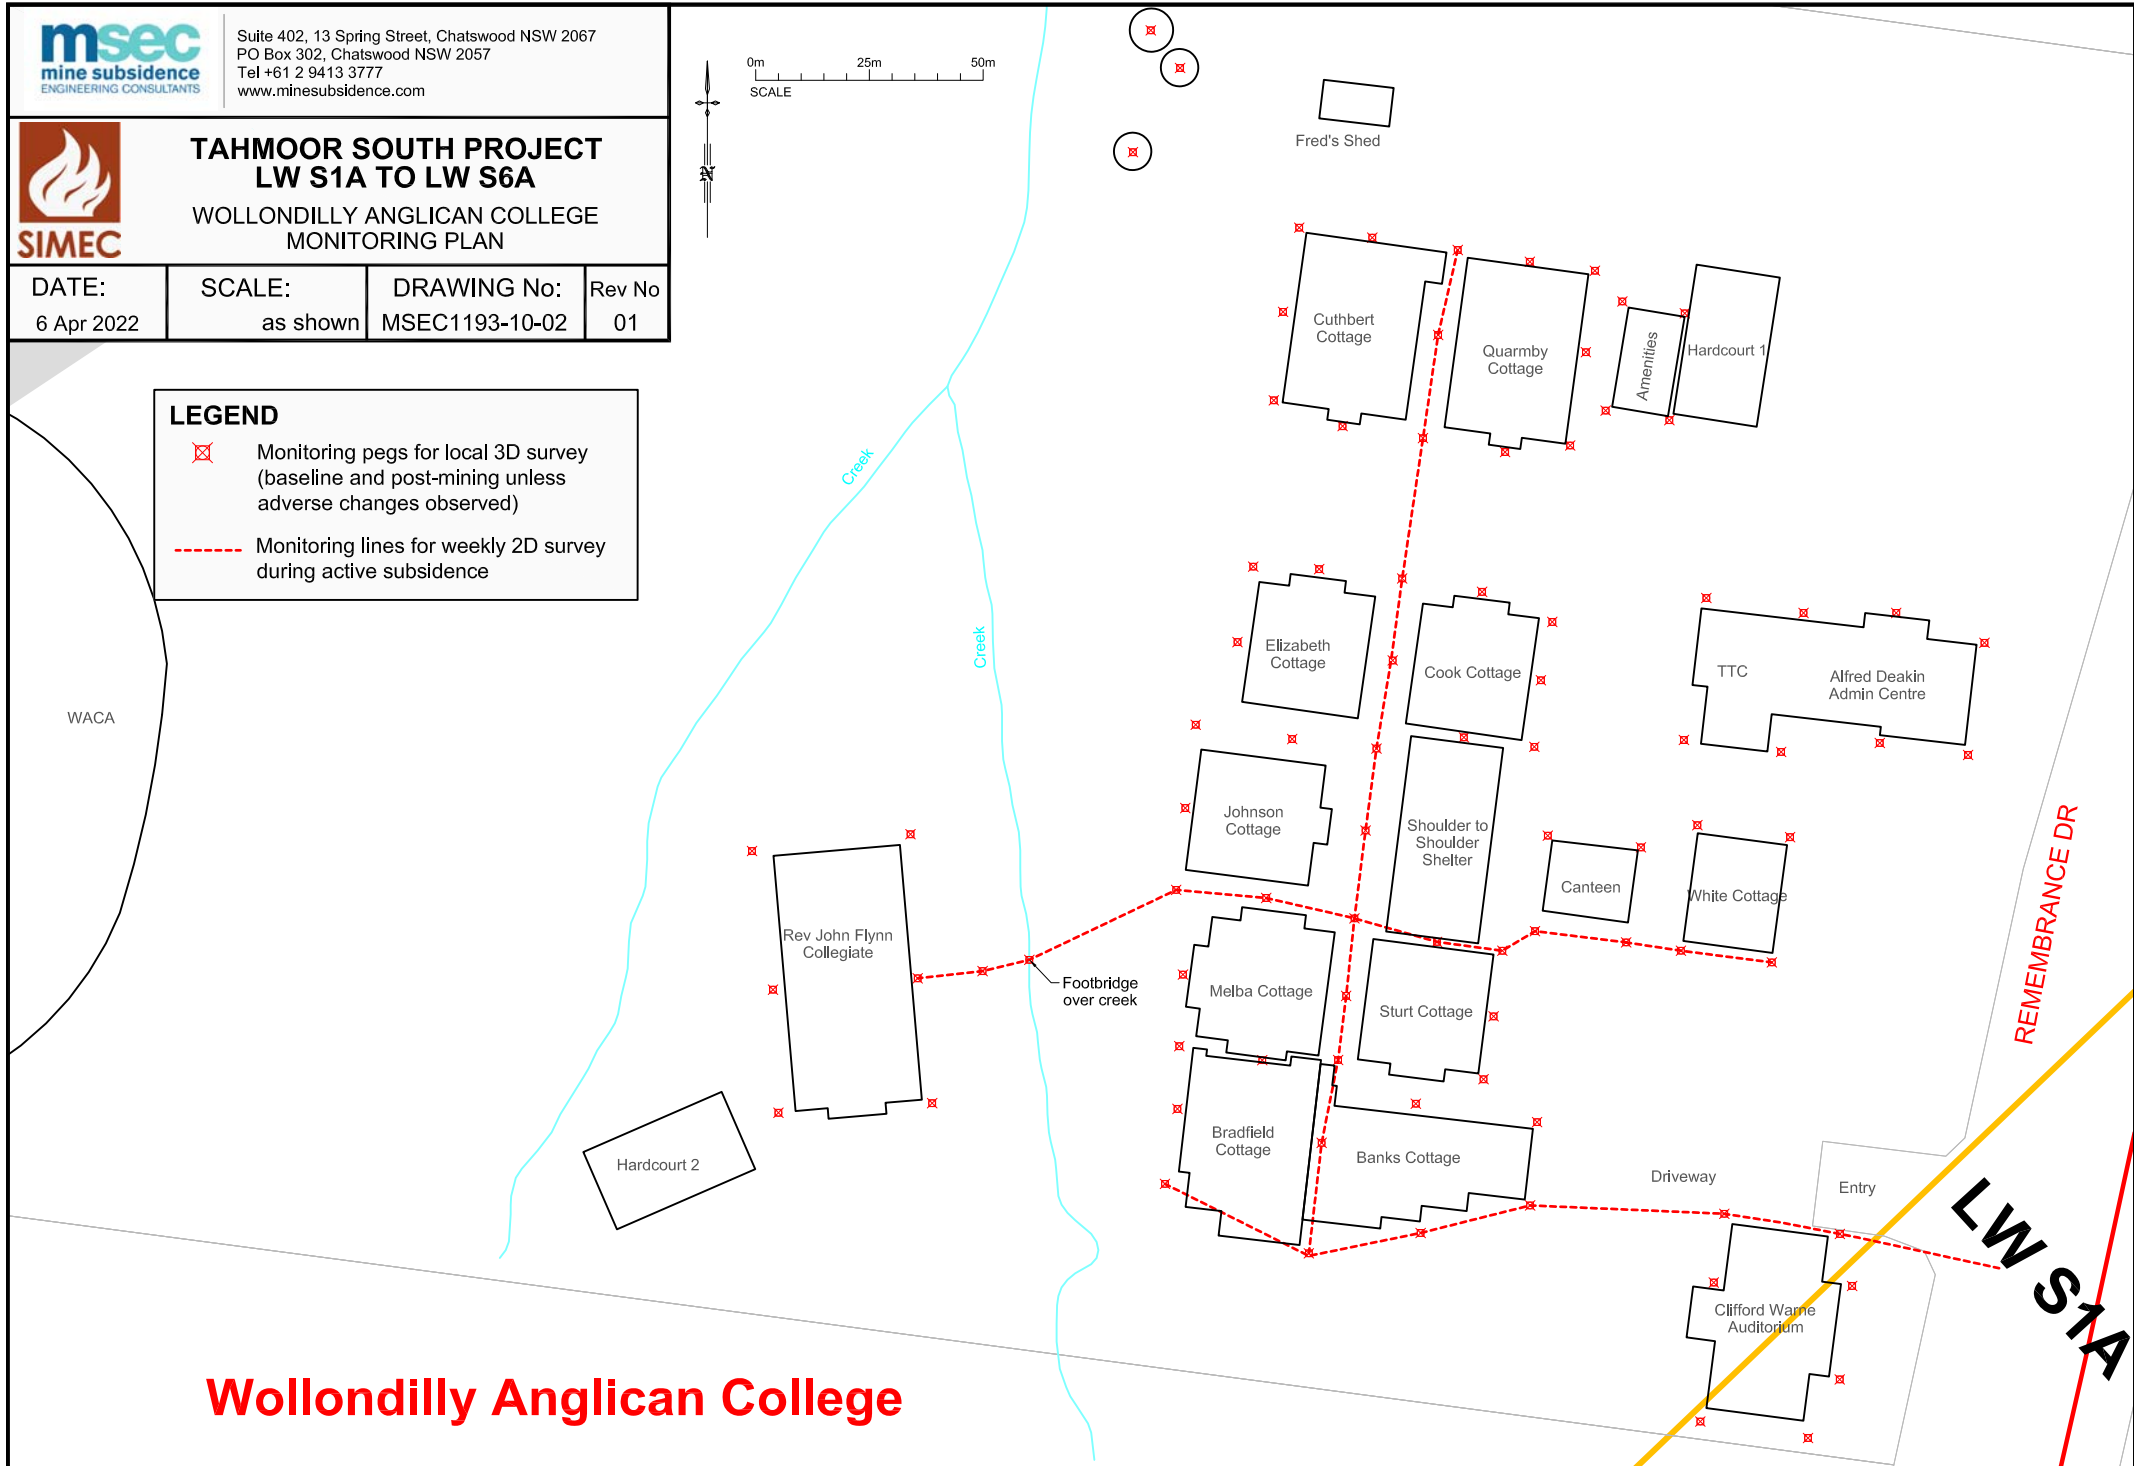 msec
mine subsidence
ENGINEERING CONSULTANTS
Suite 402, 13 Spring Street, Chatswood NSW 2067
PO Box 302, Chatswood NSW 2057
Tel +61 2 9413 3777
www.minesubsidence.com
SIMEC
TAHMOOR SOUTH PROJECT
LW S1A TO LW S6A
WOLLONDILLY ANGLICAN COLLEGE
MONITORING PLAN
DATE:
6 Apr 2022
SCALE:
as shown
DRAWING No:
MSEC1193-10-02
Rev No
01
0m 25m 50m
SCALE
N
LEGEND
Monitoring pegs for local 3D survey
(baseline and post-mining unless
adverse changes observed)
Monitoring lines for weekly 2D survey
during active subsidence
Fred's Shed
Cuthbert
Cottage
Quarmby
Cottage
Amenities
Hardcourt 1
Creek
Creek
Elizabeth
Cottage
Cook Cottage
TTC
Alfred Deakin
Admin Centre
WACA
Johnson
Cottage
Shoulder to
Shoulder
Shelter
Canteen
White Cottage
REMEMBRANCE DR
Rev John Flynn
Collegiate
Footbridge
over creek
Melba Cottage
Sturt Cottage
Bradfield
Cottage
Banks Cottage
Hardcourt 2
Driveway
Entry
LW S1A
Clifford Warne
Auditorium
Wollondilly Anglican College